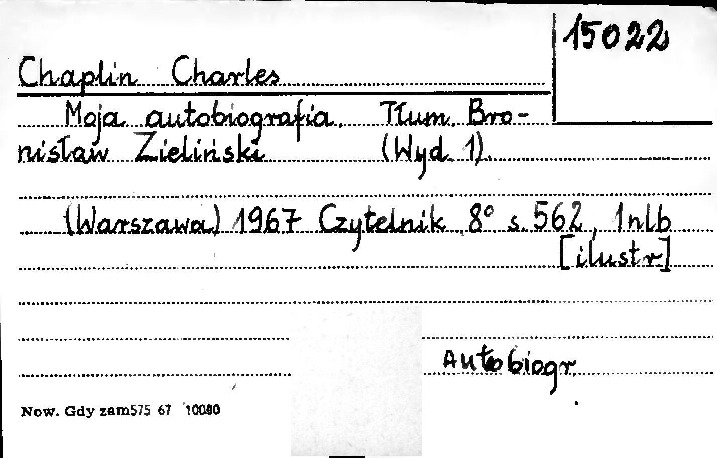 15022
Chaplin Charles
Moja autobiografia. Tłum. Bro-
nisław Zieliński (Wyd. 1).
(Warszawa) 1967 Czytelnik 8° s. 562, 1nlb
[ilustr]
Autobiogr.
Now. Gdy zam575 67 10000